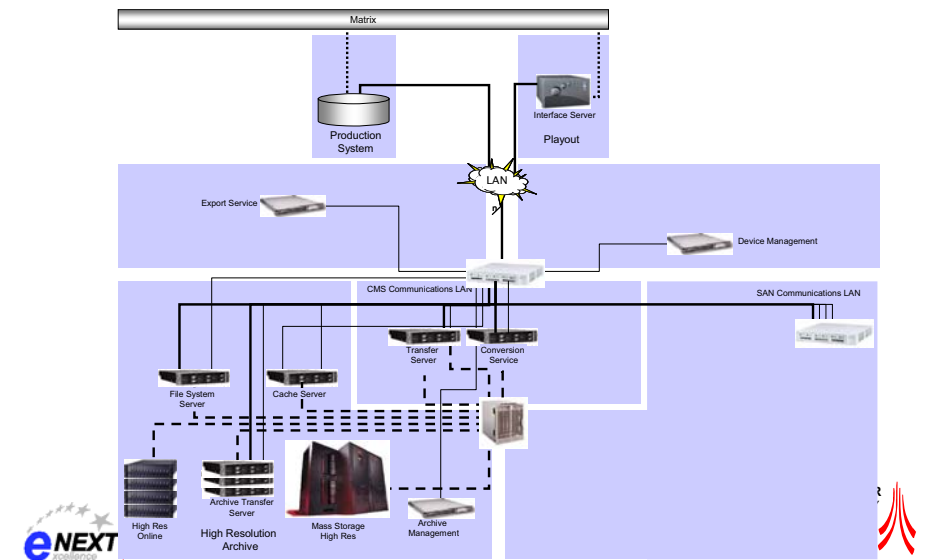 Matrix
Interface Server
Playout
Production
System
LAN
Export Service
Device Management
CMS Communications LAN
SAN Communications LAN
Transfer
Server
Conversion
Service
File System
Server
Cache Server
High Res
Online
Archive Transfer
Server
High Resolution
Archive
Mass Storage
High Res
Archive
Management
eNEXT
xcellence
R